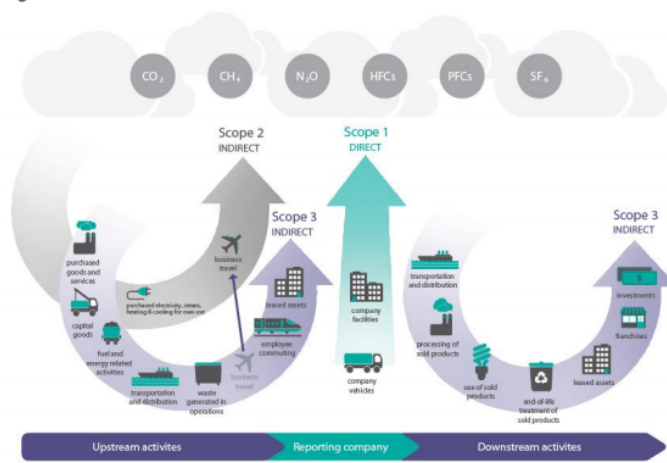 CO₂
CH₄
N₂O
HFCs
PFCs
SF₆
Scope 2
INDIRECT
Scope 1
DIRECT
Scope 3
INDIRECT
Scope 3
INDIRECT
purchased
goods and
services
capital
goods
fuel and
energy related
activities
transportation
and distribution
waste
generated in
operations
business
travel
employee
commuting
leased assets
business
travel
purchased electricity, steam,
heating & cooling for own use
company
facilities
company
vehicles
transportation
and distribution
processing of
sold products
use of sold
products
end-of-life
treatment of
sold products
leased assets
franchises
investments
Upstream activites
Reporting company
Downstream activites